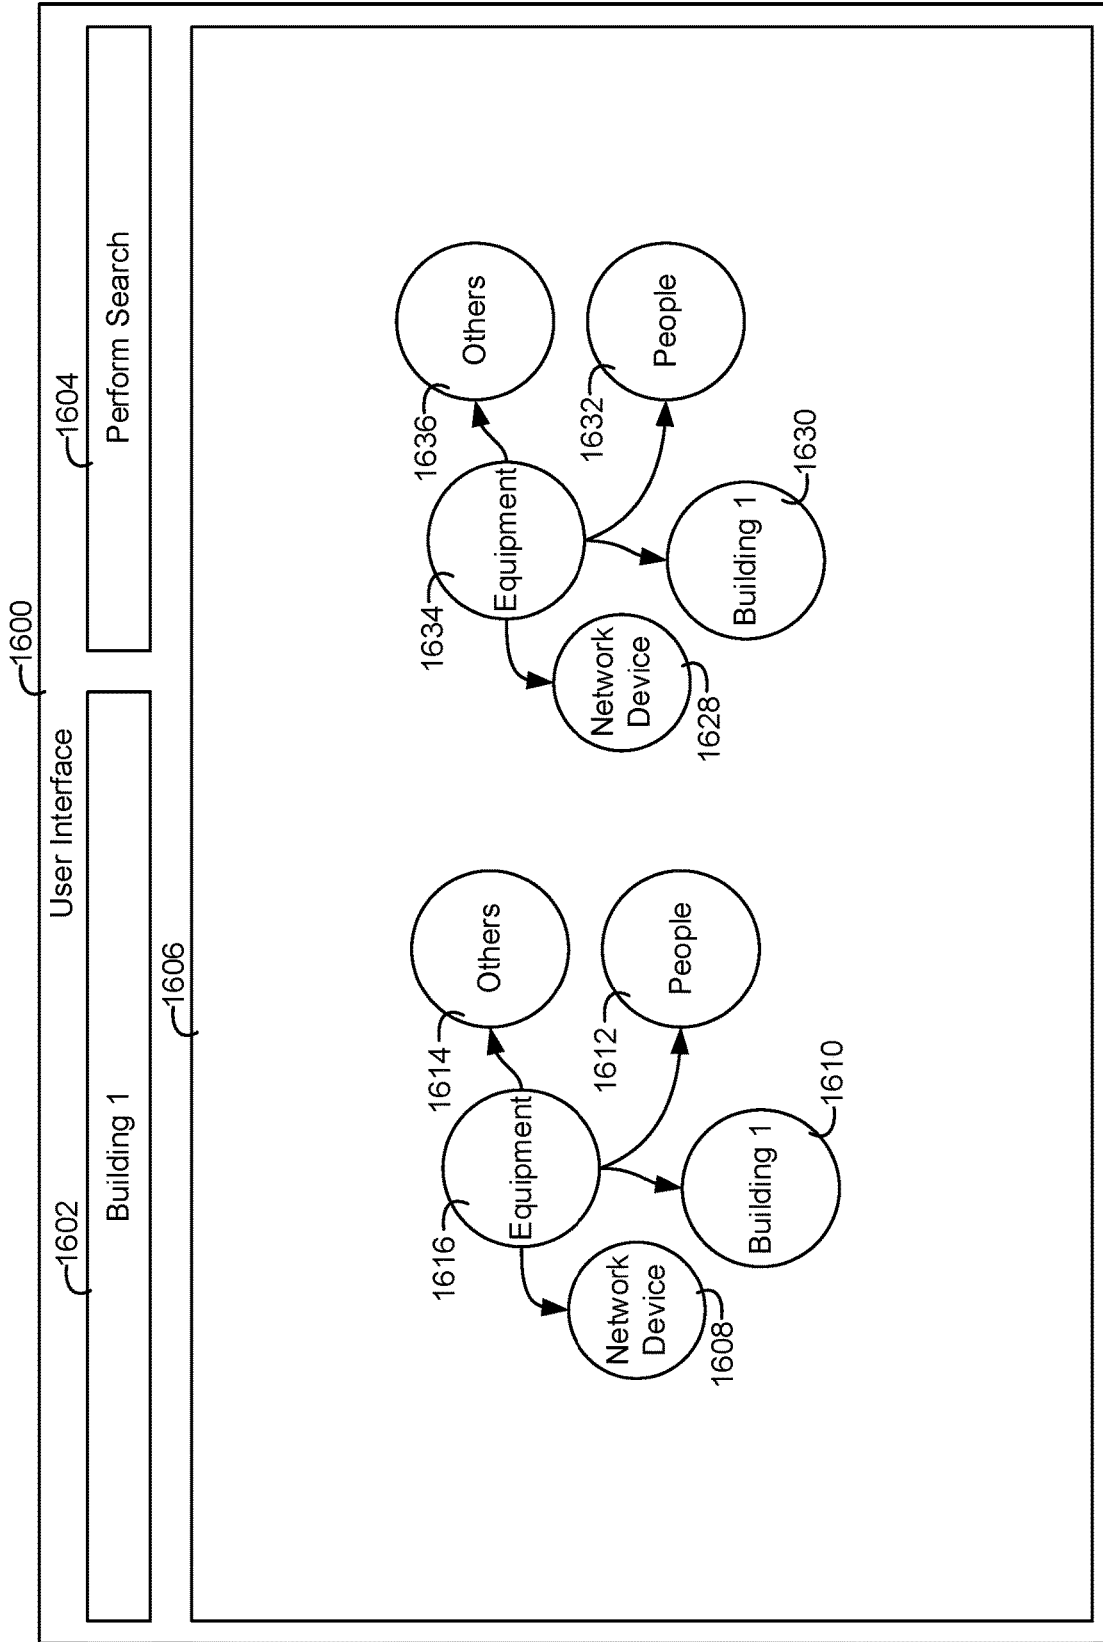 1600
User Interface
1602
1604
Building 1
Perform Search
1606
1616
Equipment
1614
Others
Network
Device
1608
Building 1
1610
1612
People
1634
Equipment
1636
Others
Network
Device
1628
Building 1
1630
1632
People